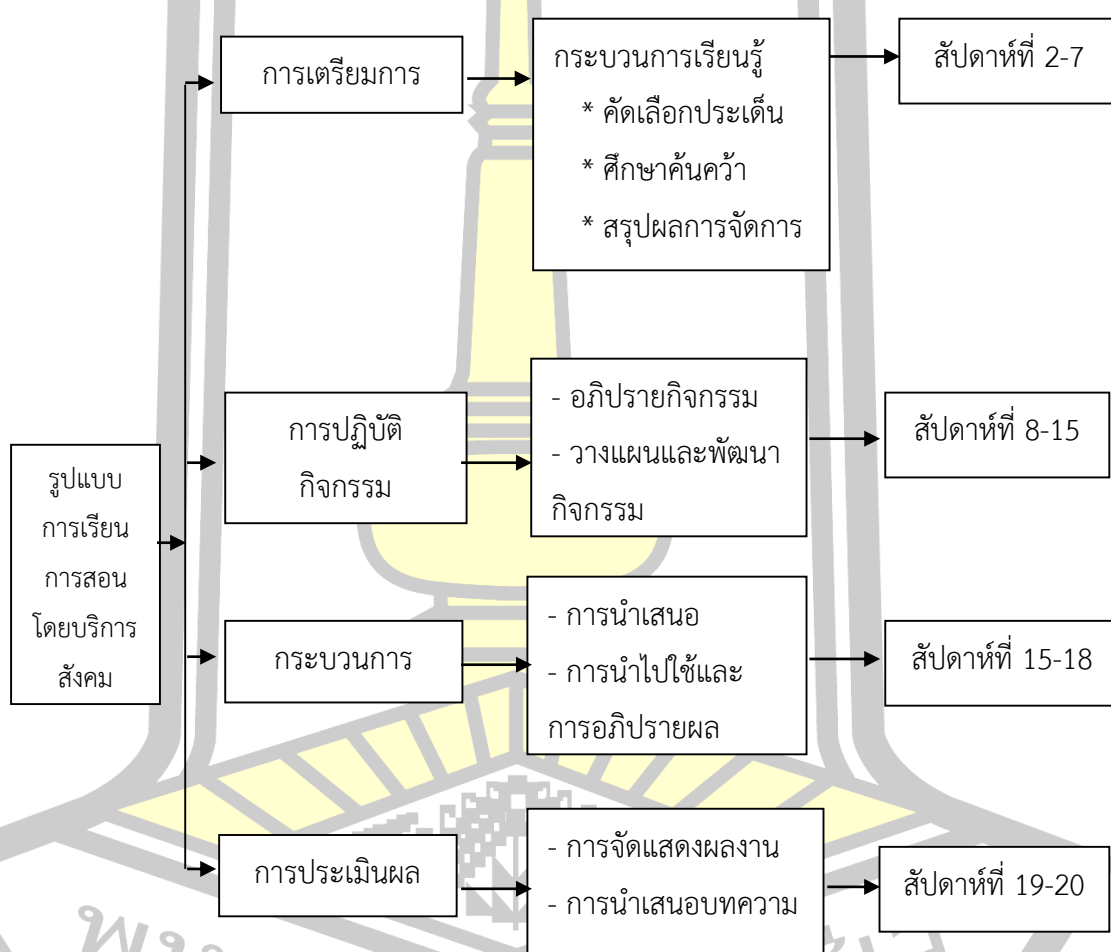 การเตรียมการ
กระบวนการเรียนรู้
* คัดเลือกประเด็น
* ศึกษาค้นคว้า
* สรุปผลการจัดการ
สัปดาห์ที่ 2-7
รูปแบบ
การเรียน
การสอน
โดยบริการ
สังคม
การปฏิบัติ
กิจกรรม
- อภิปรายกิจกรรม
- วางแผนและพัฒนา
กิจกรรม
สัปดาห์ที่ 8-15
กระบวนการ
- การนำเสนอ
- การนำไปใช้และ
การอภิปรายผล
สัปดาห์ที่ 15-18
การประเมินผล
- การจัดแสดงผลงาน
- การนำเสนอบทความ
สัปดาห์ที่ 19-20